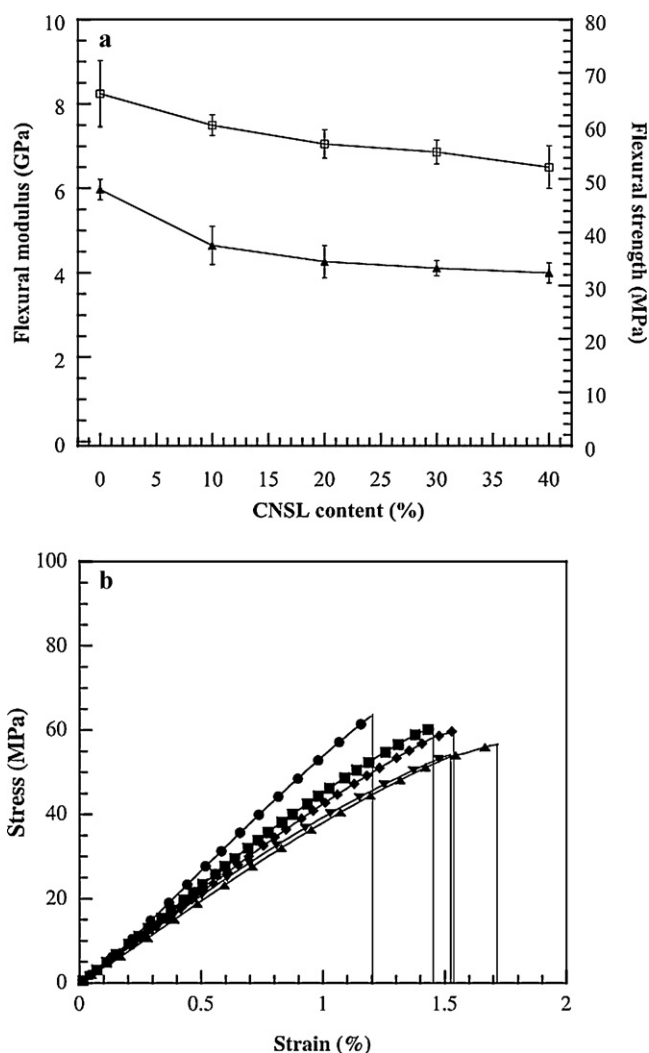 a
10
8
6
4
2
0
Flexural modulus (GPa)
80
70
60
50
40
30
20
10
0
Flexural strength (MPa)
0 5 10 15 20 25 30 35 40
CNSL content (%)
b
100
80
60
40
20
0
Stress (MPa)
0 0.5 1 1.5 2
Strain (%)